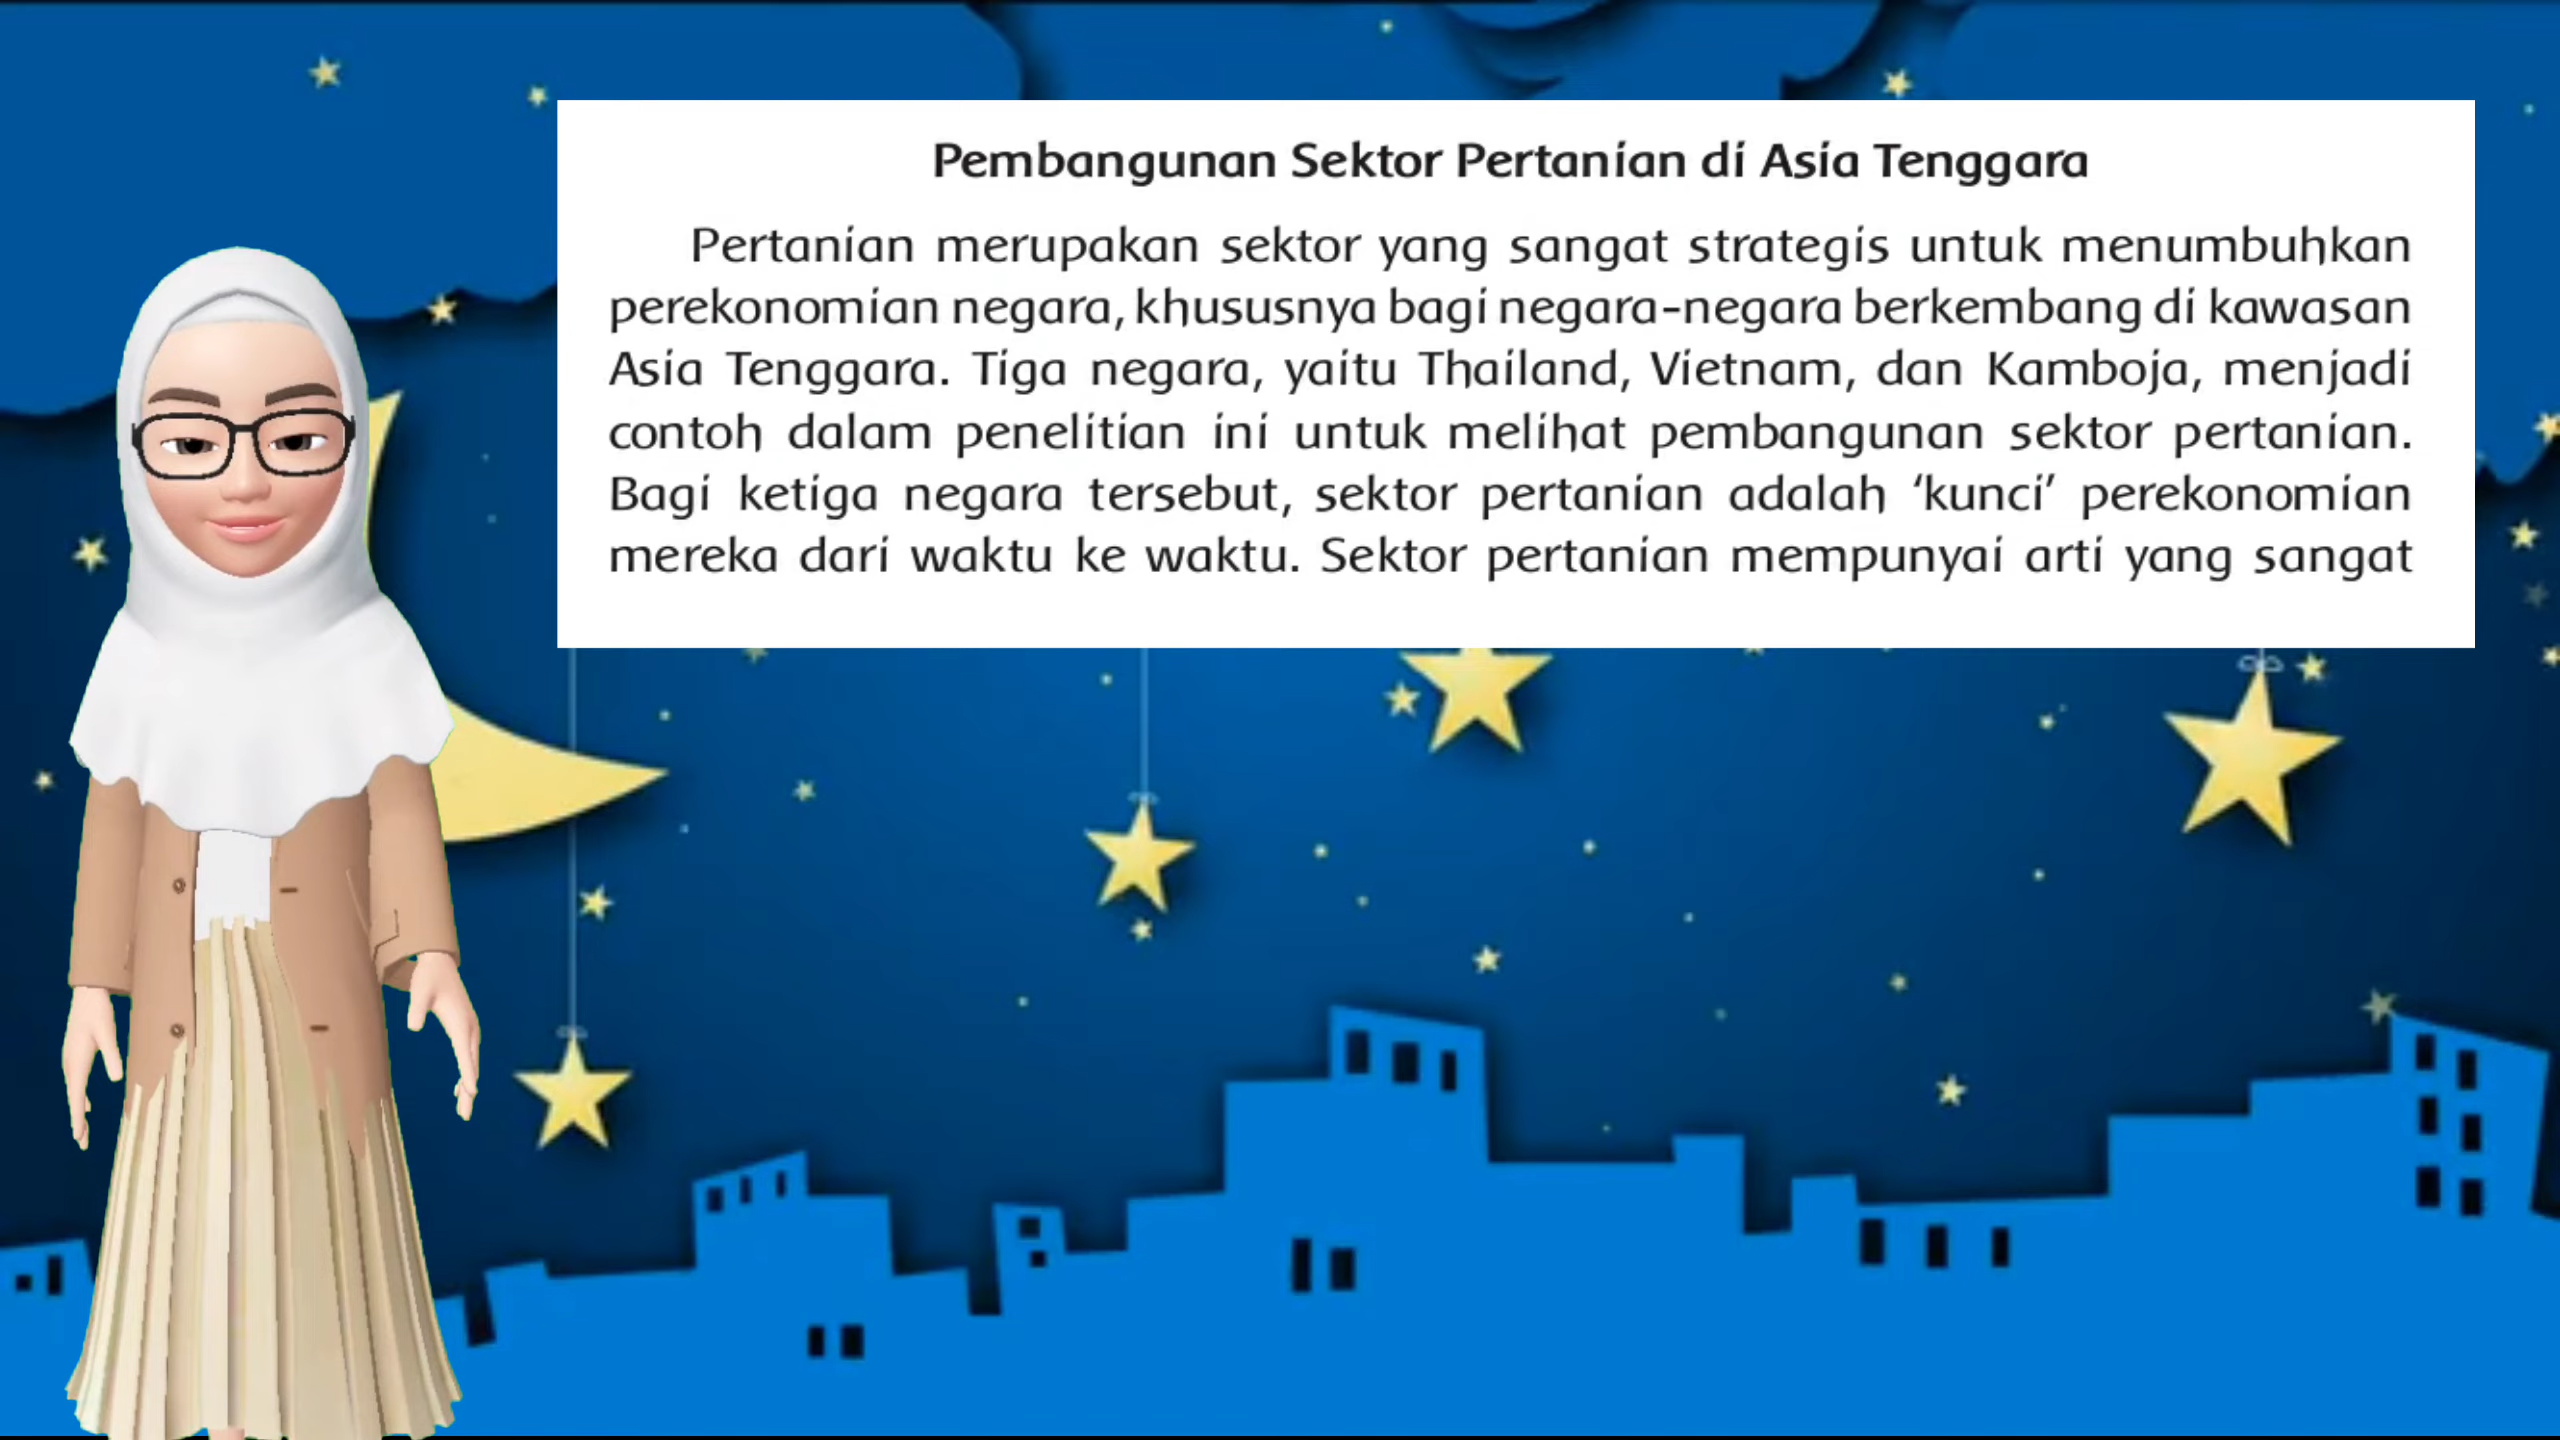 Pembangunan Sektor Pertanian di Asia Tenggara
Pertanian merupakan sektor yang sangat strategis untuk menumbuhkan
perekonomian negara, khususnya bagi negara-negara berkembang di kawasan
Asia Tenggara. Tiga negara, yaitu Thailand, Vietnam, dan Kamboja, menjadi
contoh dalam penelitian ini untuk melihat pembangunan sektor pertanian.
Bagi ketiga negara tersebut, sektor pertanian adalah ‘kunci’ perekonomian
mereka dari waktu ke waktu. Sektor pertanian mempunyai arti yang sangat